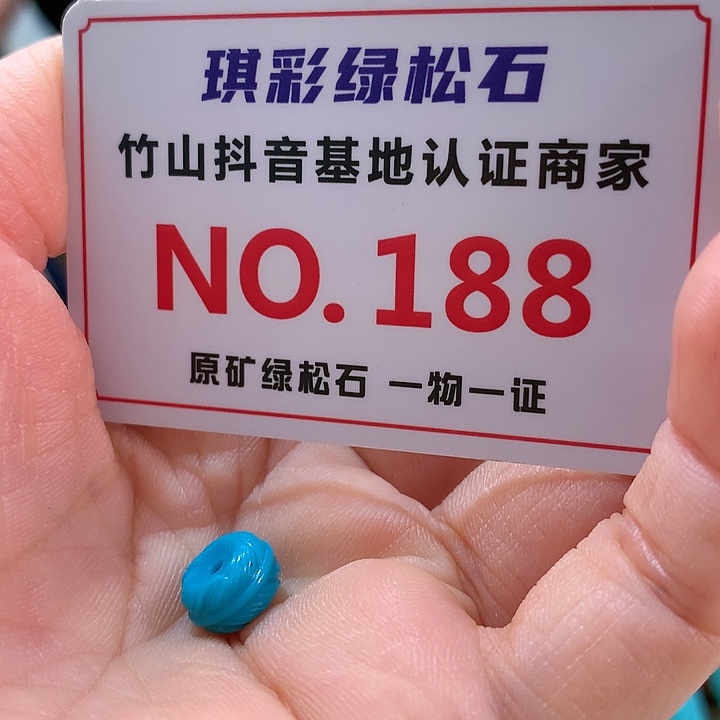 琪彩绿松石
竹山抖音基地认证商家
NO.188
原矿绿松石 一物一证